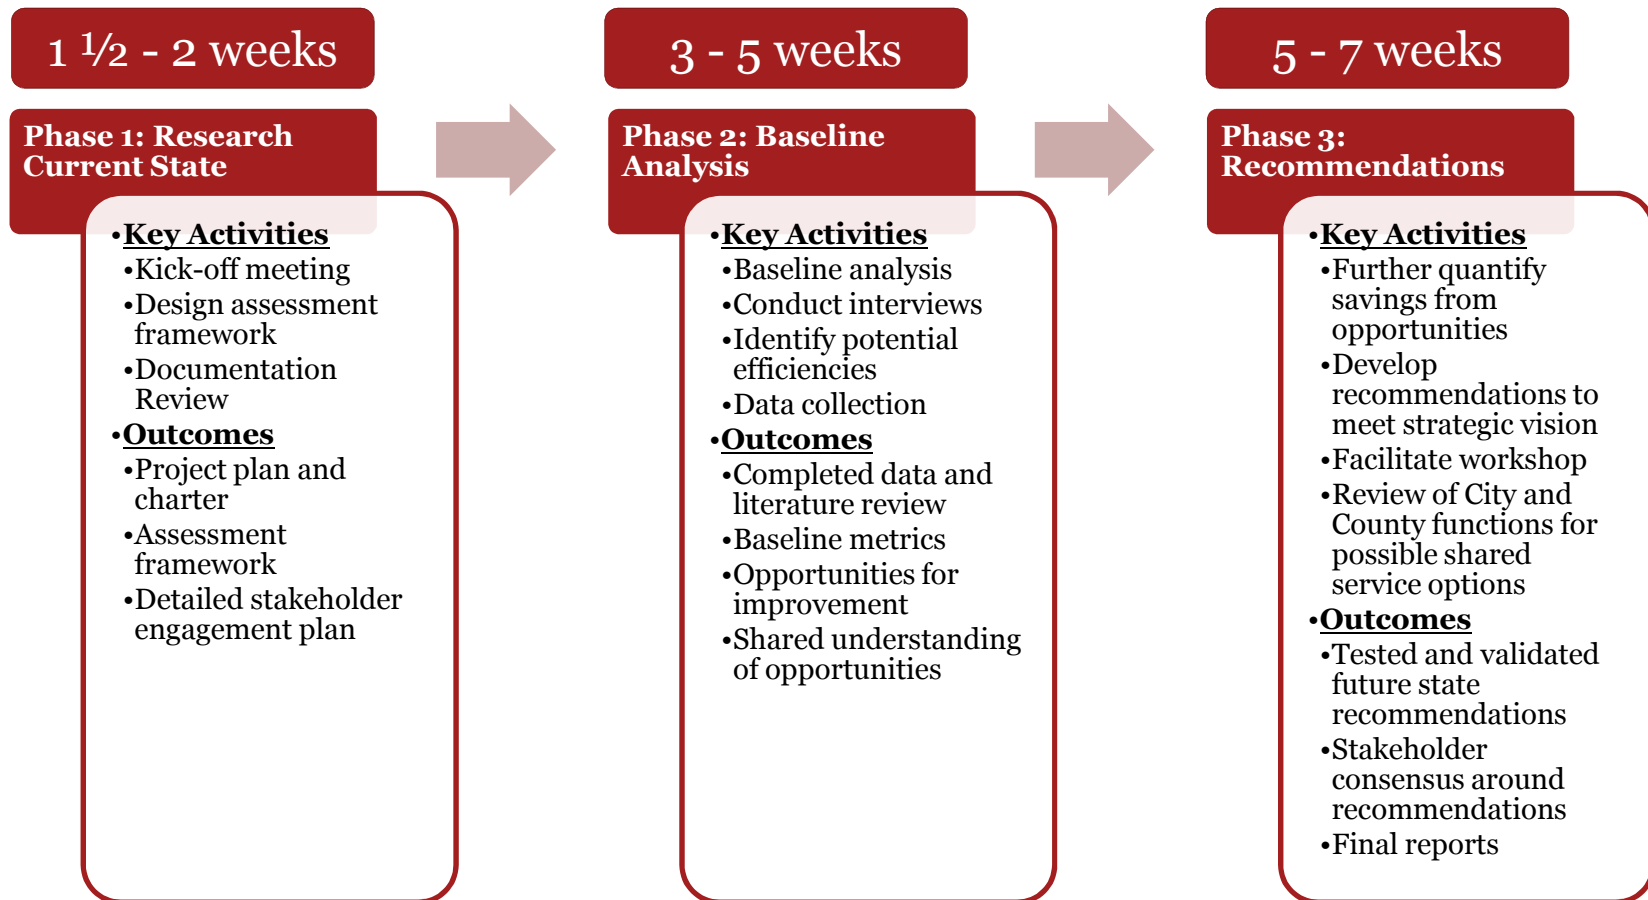 1 ½ - 2 weeks
Phase 1: Research
Current State
•Key Activities
•Kick-off meeting
•Design assessment
framework
•Documentation
Review
•Outcomes
•Project plan and
charter
•Assessment
framework
•Detailed stakeholder
engagement plan
3 - 5 weeks
Phase 2: Baseline
Analysis
•Key Activities
•Baseline analysis
•Conduct interviews
•Identify potential
efficiencies
•Data collection
•Outcomes
•Completed data and
literature review
•Baseline metrics
•Opportunities for
improvement
•Shared understanding
of opportunities
5 - 7 weeks
Phase 3:
Recommendations
•Key Activities
•Further quantify
savings from
opportunities
•Develop
recommendations to
meet strategic vision
•Facilitate workshop
•Review of City and
County functions for
possible shared
service options
•Outcomes
•Tested and validated
future state
recommendations
•Stakeholder
consensus around
recommendations
•Final reports